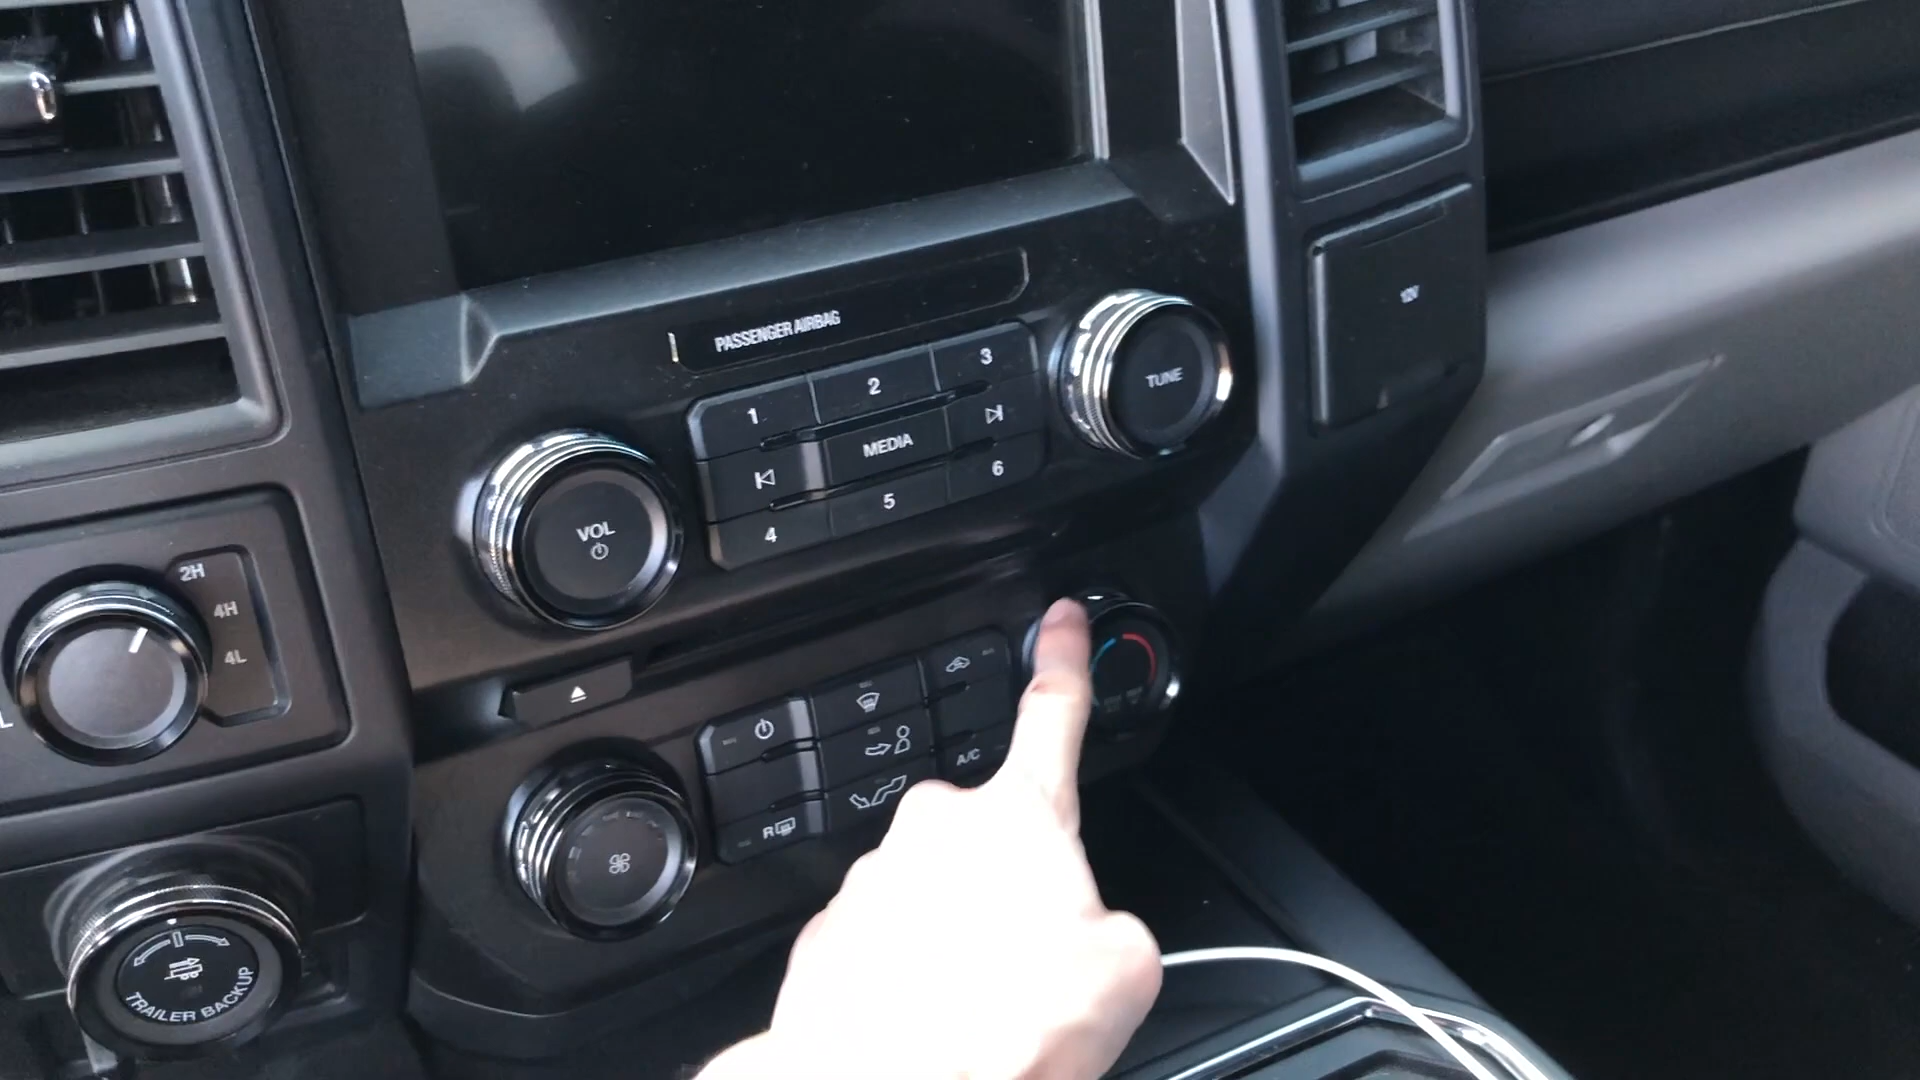 PASSENGER AIRBAG
12V
1
2
3
TUNE
MEDIA
VOL
4
5
6
2H
4H
4L
A/C
R
TRAILER BACKUP